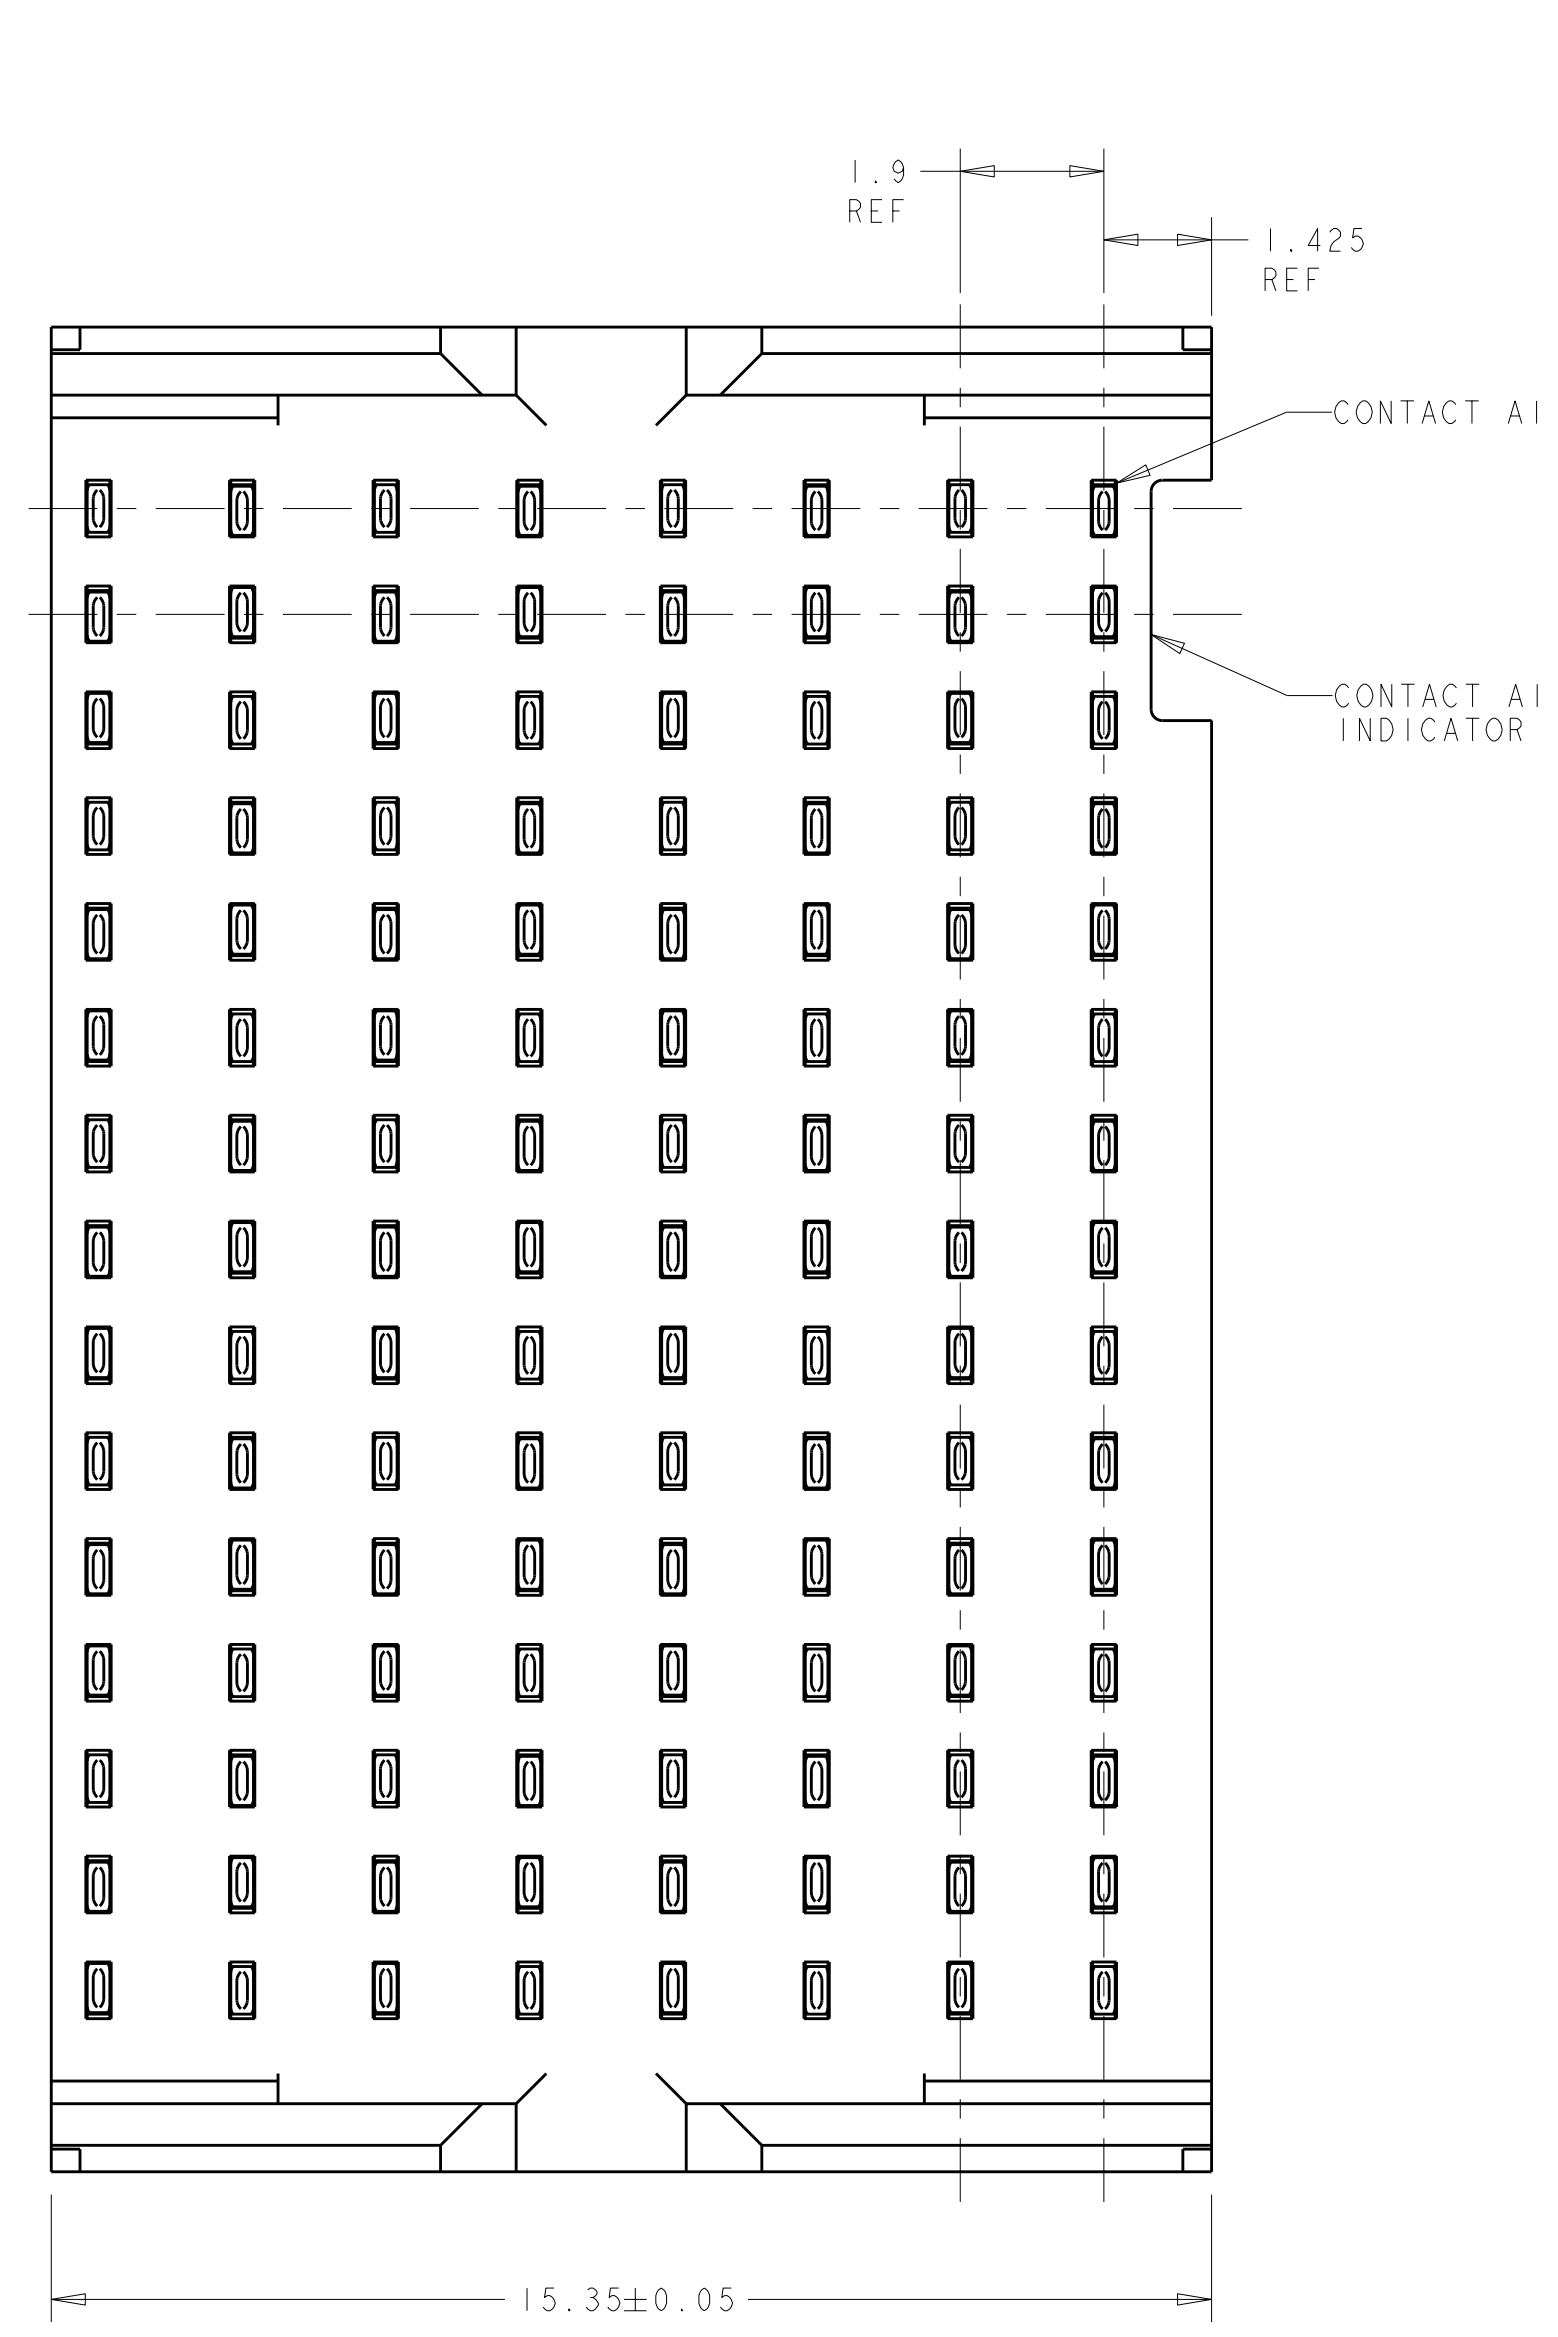 1.9
REF
1.425
REF
CONTACT A1
CONTACT A1
INDICATOR
15.35±0.05